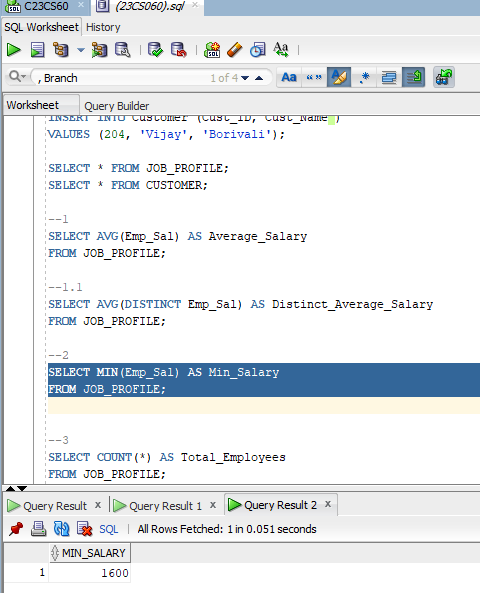 C23CS60 x (23CS060).sql x
SQL Worksheet History
, Branch 1 of 4 Aa “ ” .*
Worksheet Query Builder
INSERT INTO Customer (Cust_ID, Cust_Name )
VALUES (204, 'Vijay', 'Borivali');
SELECT * FROM JOB_PROFILE;
SELECT * FROM CUSTOMER;
--1
SELECT AVG(Emp_Sal) AS Average_Salary
FROM JOB_PROFILE;
--1.1
SELECT AVG(DISTINCT Emp_Sal) AS Distinct_Average_Salary
FROM JOB_PROFILE;
--2
SELECT MIN(Emp_Sal) AS Min_Salary
FROM JOB_PROFILE;
--3
SELECT COUNT(*) AS Total_Employees
FROM JOB_PROFILE;
Query Result x Query Result 1 x Query Result 2 x
SQL | All Rows Fetched: 1 in 0.051 seconds
MIN_SALARY
1 1600